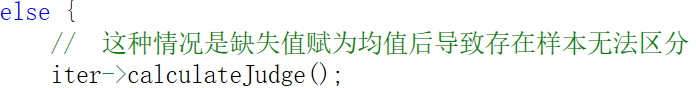 else {
//  这种情况是缺失值赋为均值后导致存在样本无法区分
iter->calculateJudge();